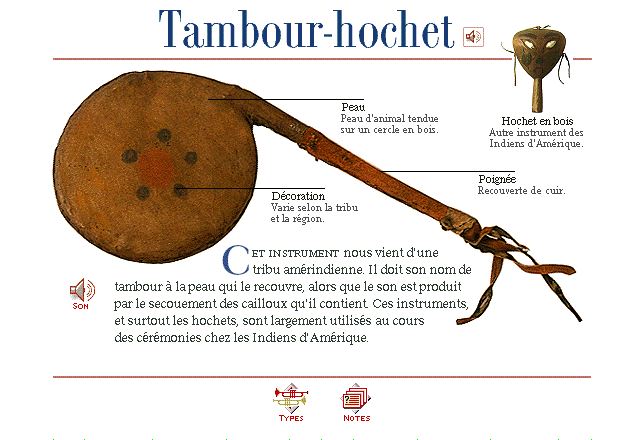 Tambour-hochet
Peau
Peau d'animal tendue
sur un cercle en bois.
Hochet en bois
Autre instrument des
Indiens d'Amérique.
Poignée
Recouverte de cuir.
Décoration
Varie selon la tribu
et la région.
CET INSTRUMENT nous vient d'une
tribu amérindienne. Il doit son nom de
tambour à la peau qui le recouvre, alors que le son est produit
par le secouement des cailloux qu'il contient. Ces instruments,
et surtout les hochets, sont largement utilisés au cours
des cérémonies chez les Indiens d'Amérique.
SON
TYPES
NOTES